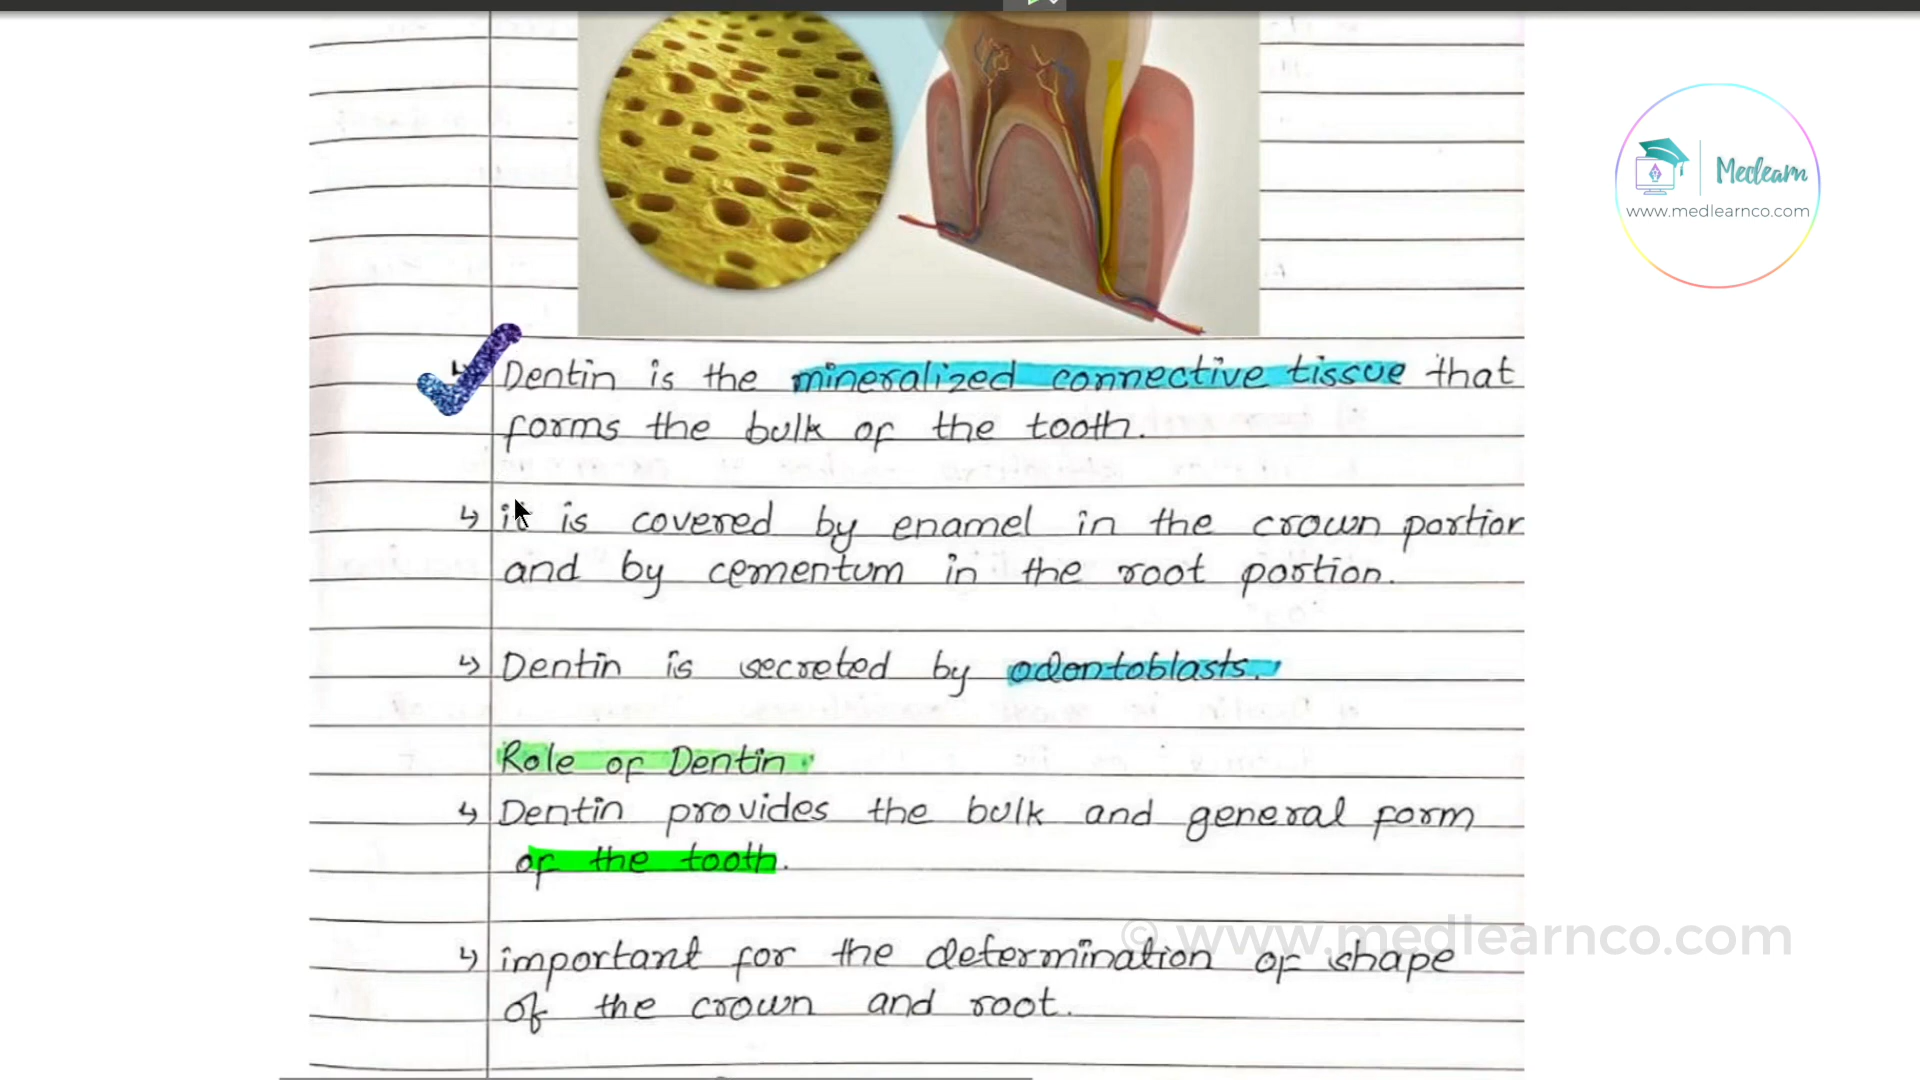 Medlearn
www.medlearnco.com
↳ Dentin is the mineralized connective tissue that
forms the bulk of the tooth.
↳ it is covered by enamel in the crown portion
and by cementum in the root portion.
↳ Dentin is secreted by odontoblasts.
Role of Dentin.
↳ Dentin provides the bulk and general form
of the tooth.
© www.medlearnco.com
↳ important for the determination of shape
of the crown and root.